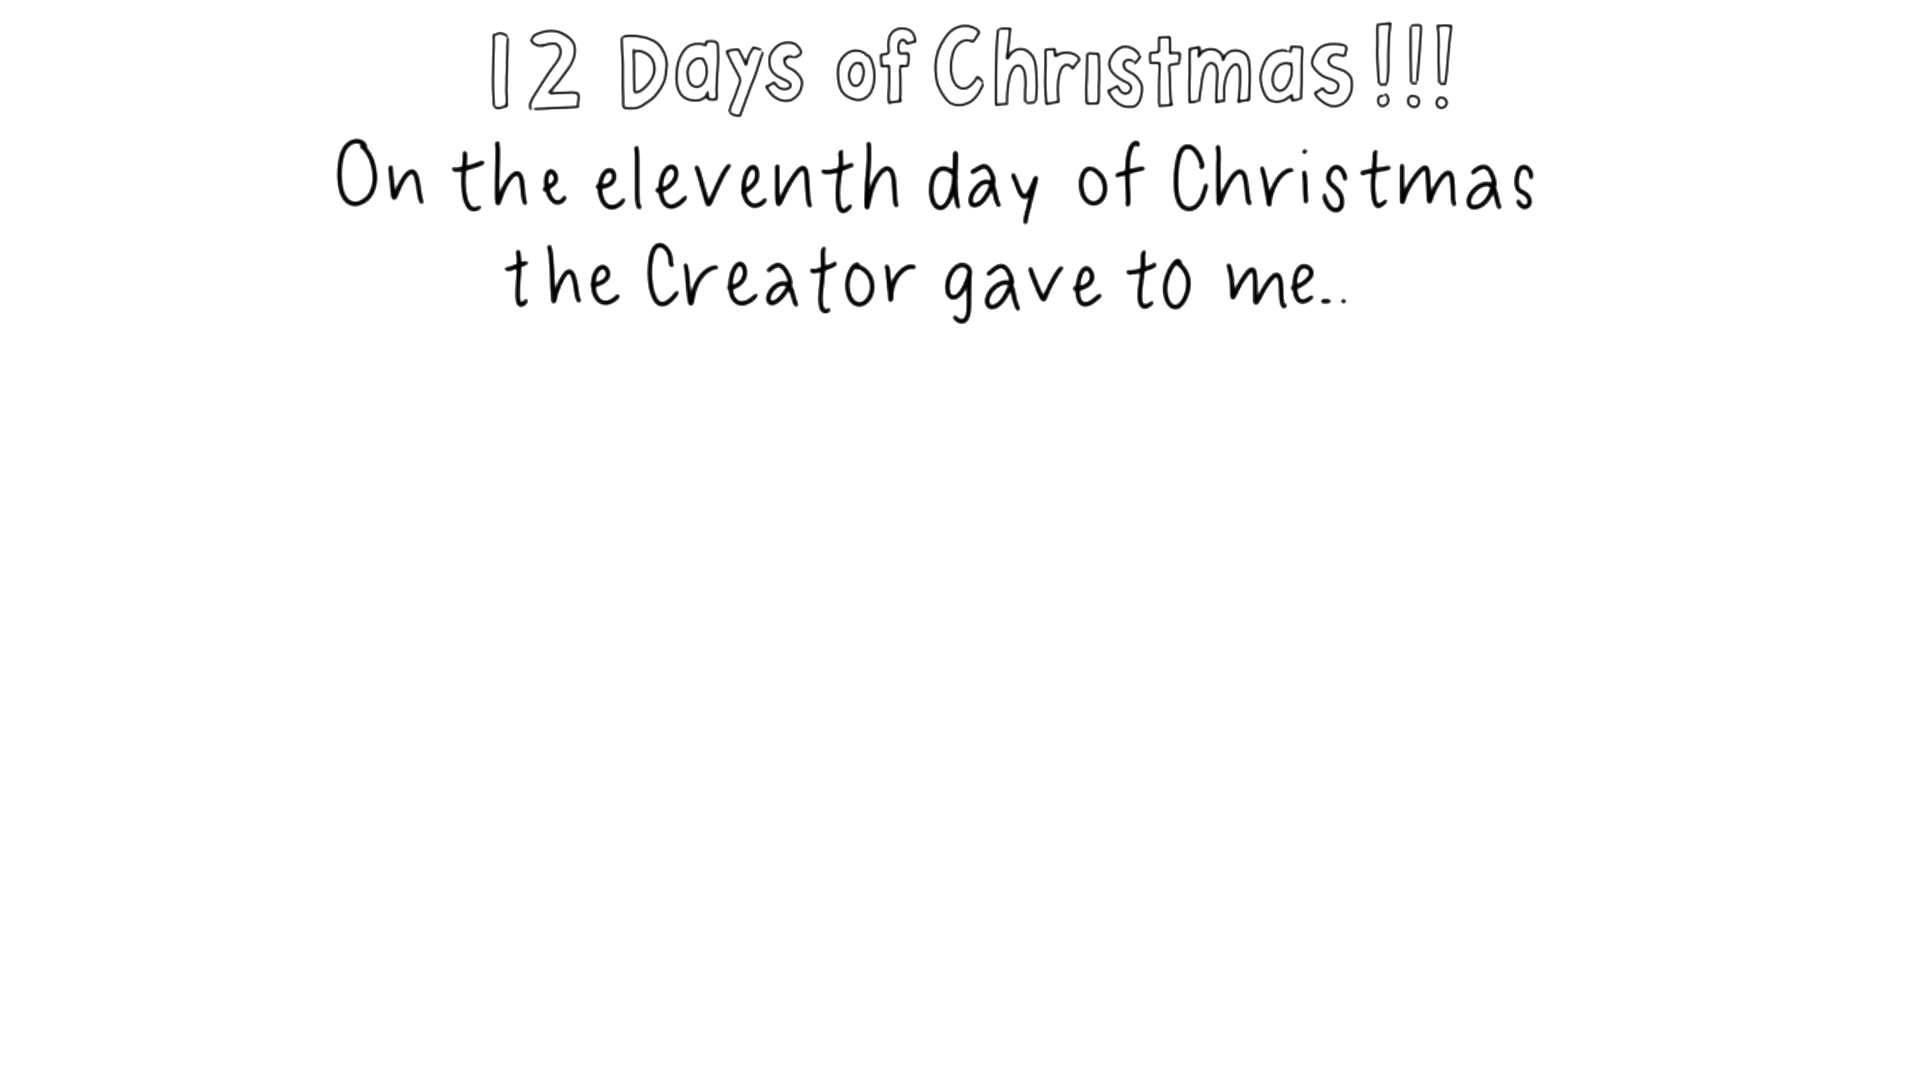 12 Days of Christmas!!!
On the eleventh day of Christmas
the Creator gave to me..